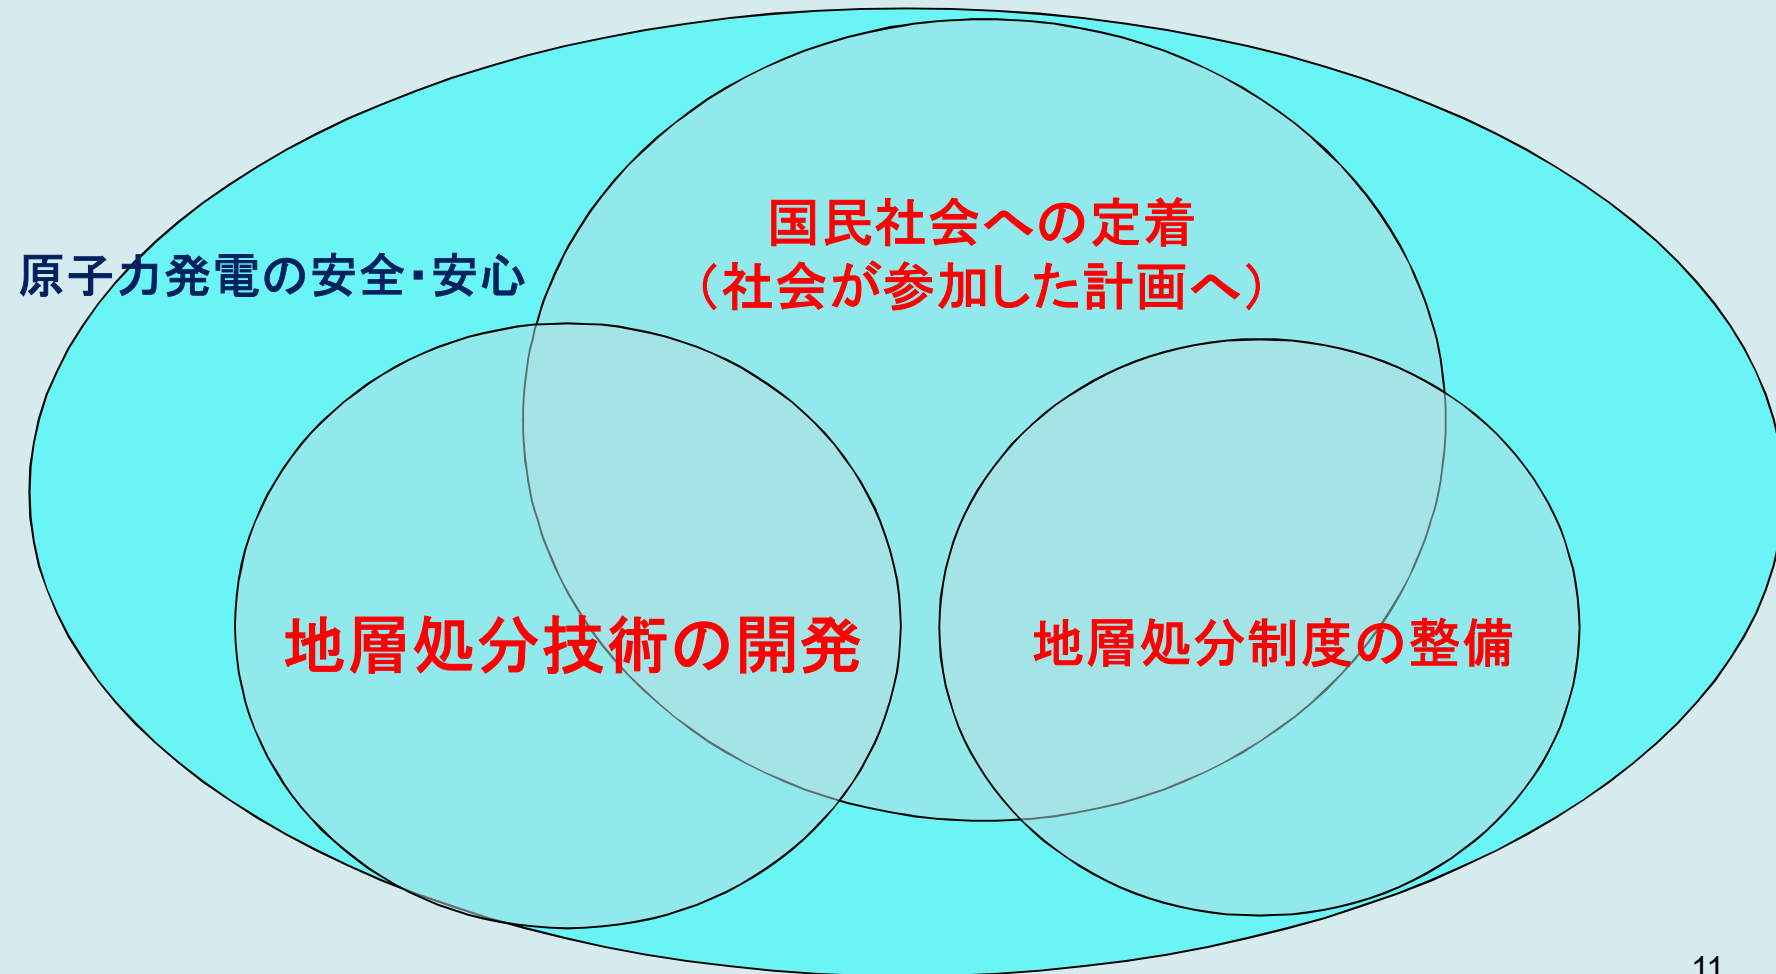 国民社会への定着
（社会が参加した計画へ）
原子力発電の安全・安心
地層処分技術の開発
地層処分制度の整備
11